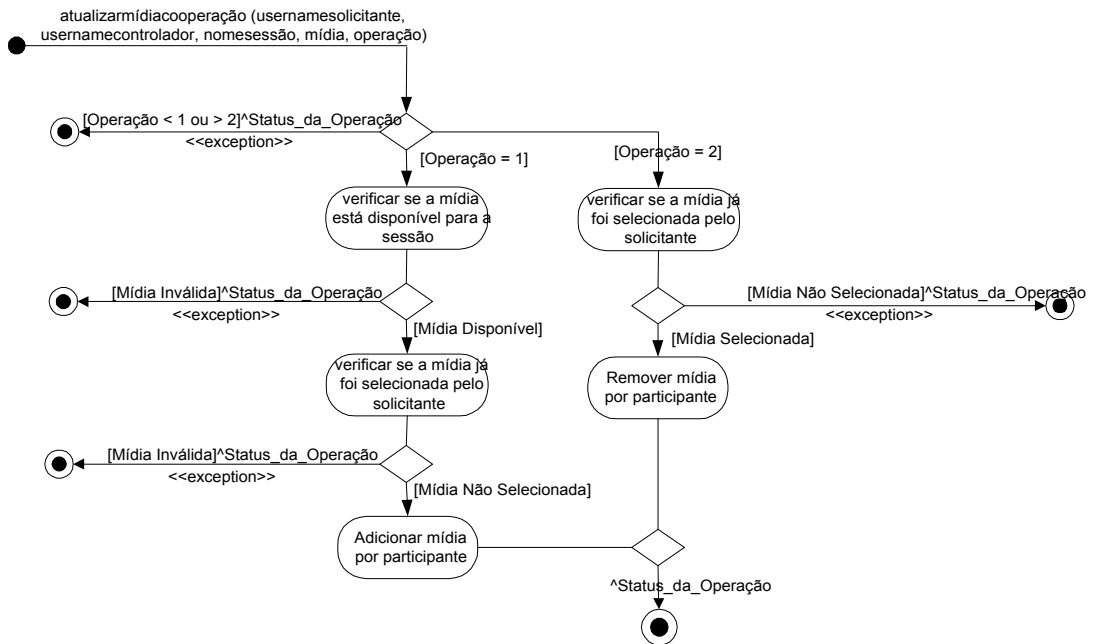 atualizarmídiacooperação (usernamesolicitante,
usernamecontrolador, nomesessão, mídia, operação)
[Operação < 1 ou > 2]^Status_da_Operação
<<exception>>
[Operação = 1]
[Operação = 2]
verificar se a mídia
está disponível para a
sessão
verificar se a mídia já
foi selecionada pelo
solicitante
[Mídia Inválida]^Status_da_Operação
<<exception>>
[Mídia Não Selecionada]^Status_da_Operação
<<exception>>
[Mídia Disponível]
[Mídia Selecionada]
verificar se a mídia já
foi selecionada pelo
solicitante
Remover mídia
por participante
[Mídia Inválida]^Status_da_Operação
<<exception>>
[Mídia Não Selecionada]
Adicionar mídia
por participante
^Status_da_Operação